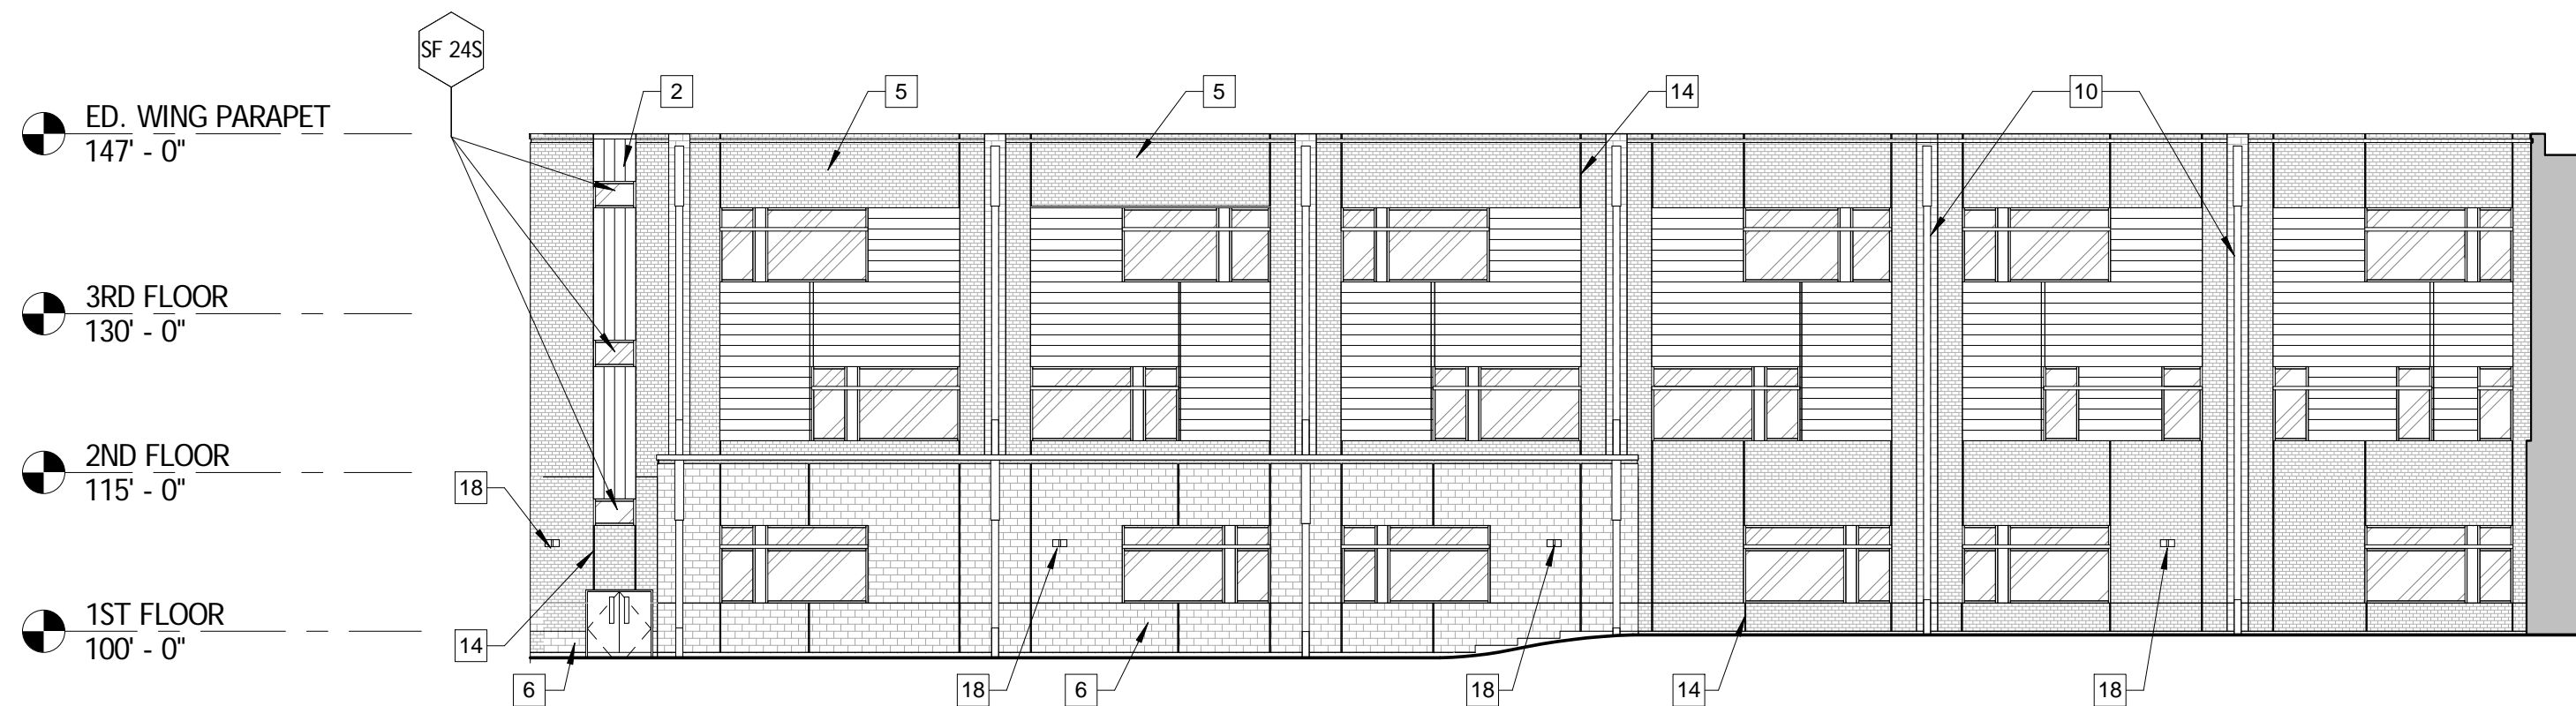 SF 24S
2
5
5
14
10
ED. WING PARAPET
147' - 0"
3RD FLOOR
130' - 0"
2ND FLOOR
115' - 0"
18
1ST FLOOR
100' - 0"
14
6
18
6
18
14
18